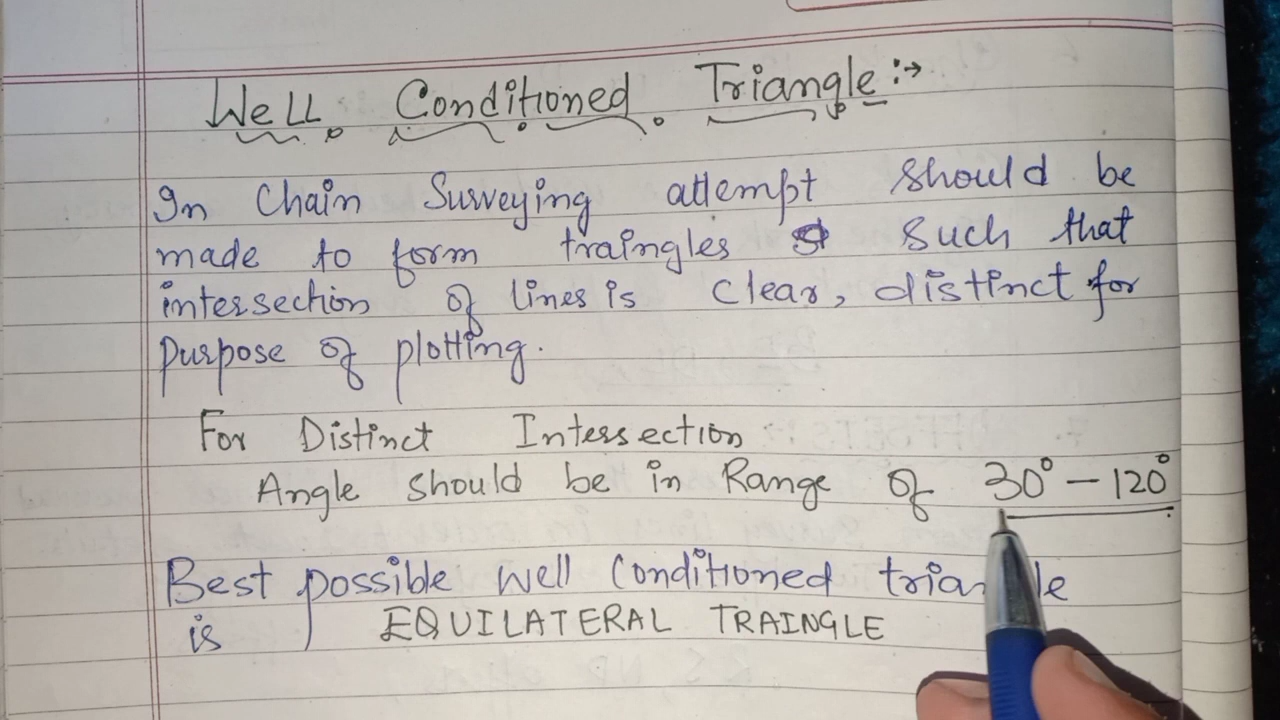 Well Conditioned Triangle:→
In Chain Surveying attempt should be
made to form traingles such that
intersection of lines is clear, distinct for
purpose of plotting.
For Distinct Intersection
Angle should be in Range of 30° - 120°
Best possible well Conditioned
is EQUILATERAL TRAINGLE